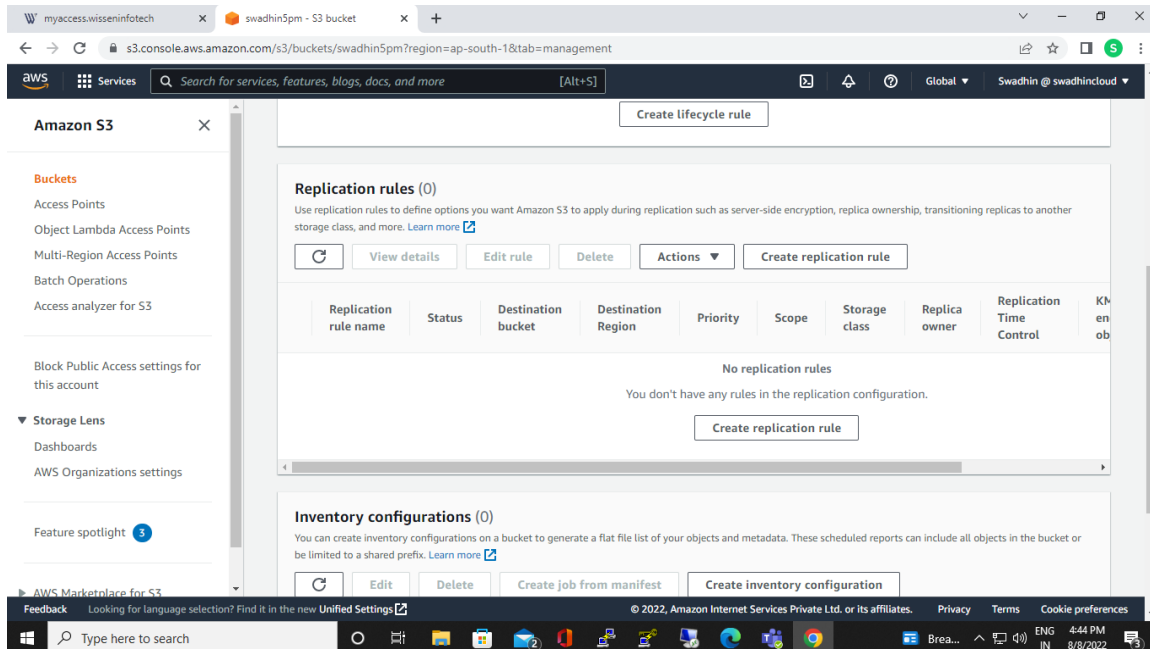 myaccess.wisseninfotech
swadhin5pm - S3 bucket
s3.console.aws.amazon.com/s3/buckets/swadhin5pm?region=ap-south-1&tab=management
S
aws
Services
Search for services, features, blogs, docs, and more
[Alt+S]
Global
Swadhin @ swadhincloud
Amazon S3
Buckets
Access Points
Object Lambda Access Points
Multi-Region Access Points
Batch Operations
Access analyzer for S3
Block Public Access settings for
this account
Storage Lens
Dashboards
AWS Organizations settings
Feature spotlight 3
AWS Marketplace for S3
Create lifecycle rule
Replication rules (0)
Use replication rules to define options you want Amazon S3 to apply during replication such as server-side encryption, replica ownership, transitioning replicas to another
storage class, and more. Learn more
View details
Edit rule
Delete
Actions
Create replication rule
Replication
rule name
Status
Destination
bucket
Destination
Region
Priority
Scope
Storage
class
Replica
owner
Replication
Time
Control
KM
en
ob
No replication rules
You don't have any rules in the replication configuration.
Create replication rule
Inventory configurations (0)
You can create inventory configurations on a bucket to generate a flat file list of your objects and metadata. These scheduled reports can include all objects in the bucket or
be limited to a shared prefix. Learn more
Edit
Delete
Create job from manifest
Create inventory configuration
Feedback
Looking for language selection? Find it in the new Unified Settings
© 2022, Amazon Internet Services Private Ltd. or its affiliates.
Privacy
Terms
Cookie preferences
Type here to search
2
Brea...
ENG
IN
4:44 PM
8/8/2022
3